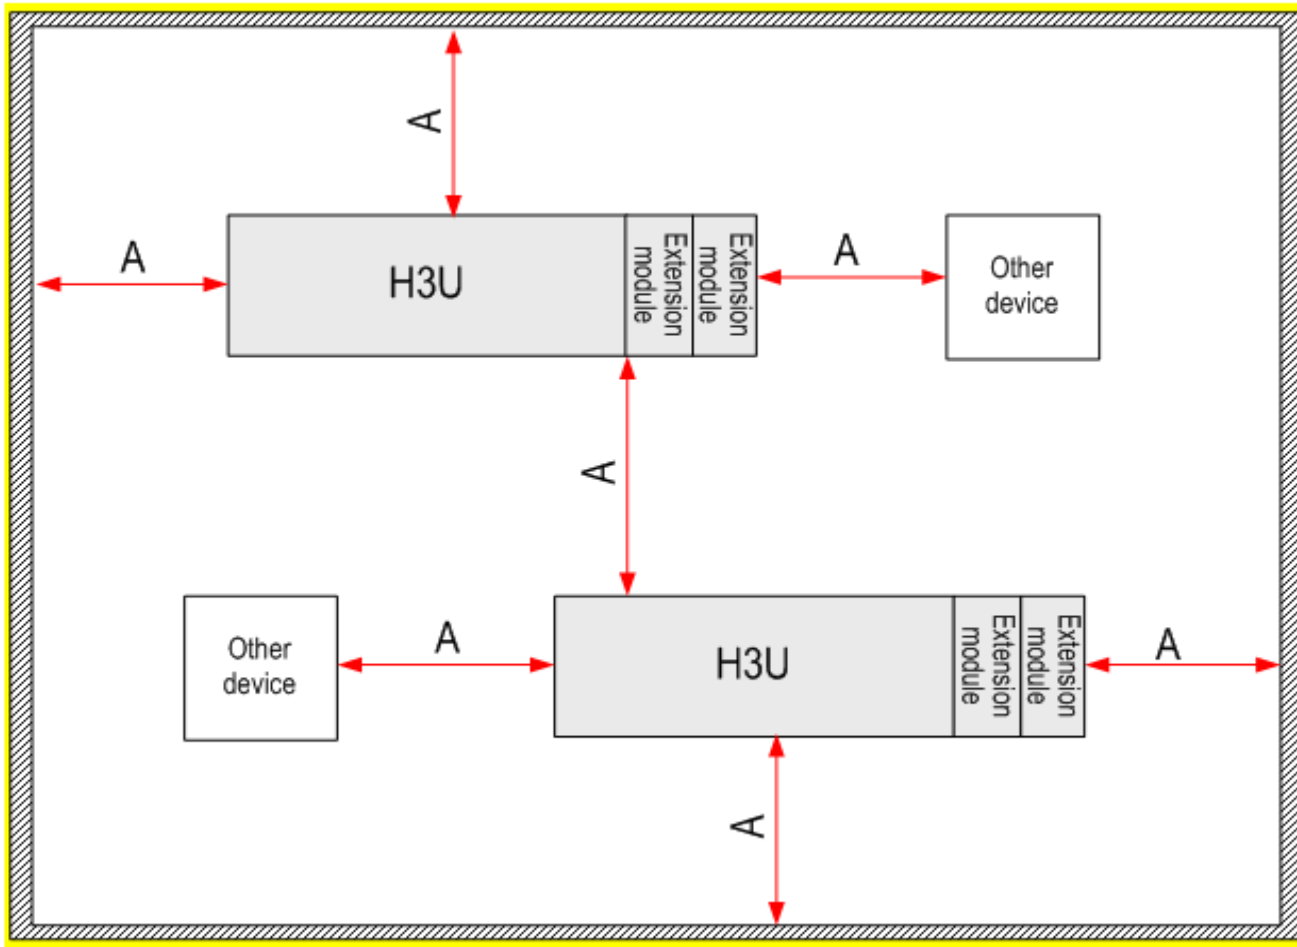 A
A
H3U
Extension
module
Extension
module
A
Other
device
A
Other
device
A
H3U
Extension
module
Extension
module
A
A